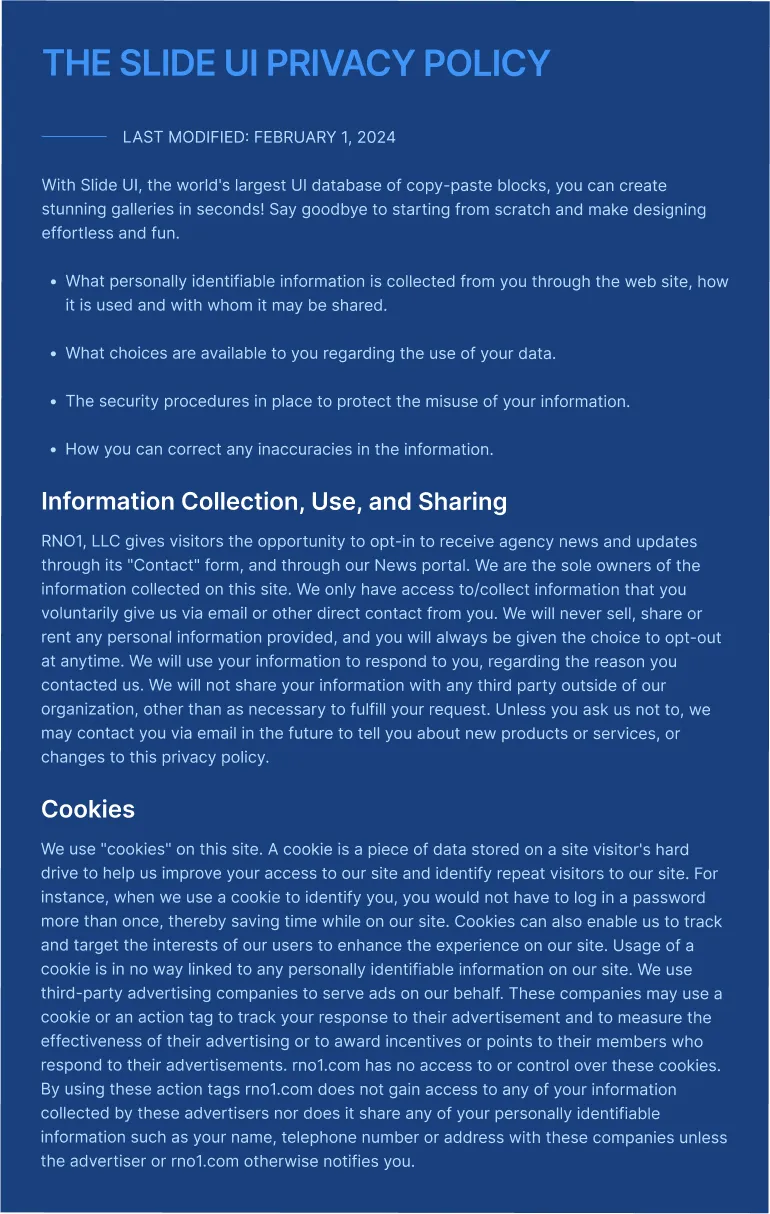 THE SLIDE UI PRIVACY POLICY
LAST MODIFIED: FEBRUARY 1, 2024
With Slide UI, the world's largest UI database of copy-paste blocks, you can create
stunning galleries in seconds! Say goodbye to starting from scratch and make designing
effortless and fun.
• What personally identifiable information is collected from you through the web site, how
it is used and with whom it may be shared.
• What choices are available to you regarding the use of your data.
• The security procedures in place to protect the misuse of your information.
• How you can correct any inaccuracies in the information.
Information Collection, Use, and Sharing
RNO1, LLC gives visitors the opportunity to opt-in to receive agency news and updates
through its "Contact" form, and through our News portal. We are the sole owners of the
information collected on this site. We only have access to/collect information that you
voluntarily give us via email or other direct contact from you. We will never sell, share or
rent any personal information provided, and you will always be given the choice to opt-out
at anytime. We will use your information to respond to you, regarding the reason you
contacted us. We will not share your information with any third party outside of our
organization, other than as necessary to fulfill your request. Unless you ask us not to, we
may contact you via email in the future to tell you about new products or services, or
changes to this privacy policy.
Cookies
We use "cookies" on this site. A cookie is a piece of data stored on a site visitor's hard
drive to help us improve your access to our site and identify repeat visitors to our site. For
instance, when we use a cookie to identify you, you would not have to log in a password
more than once, thereby saving time while on our site. Cookies can also enable us to track
and target the interests of our users to enhance the experience on our site. Usage of a
cookie is in no way linked to any personally identifiable information on our site. We use
third-party advertising companies to serve ads on our behalf. These companies may use a
cookie or an action tag to track your response to their advertisement and to measure the
effectiveness of their advertising or to award incentives or points to their members who
respond to their advertisements. rno1.com has no access to or control over these cookies.
By using these action tags rno1.com does not gain access to any of your information
collected by these advertisers nor does it share any of your personally identifiable
information such as your name, telephone number or address with these companies unless
the advertiser or rno1.com otherwise notifies you.